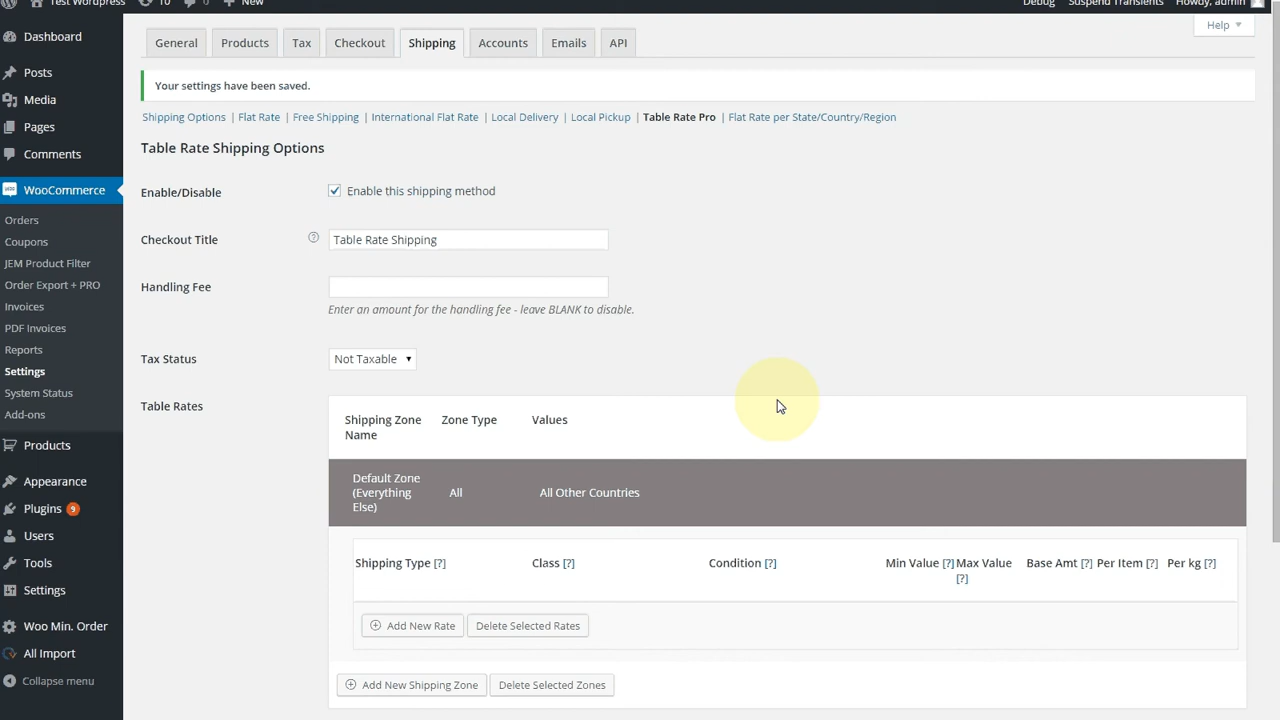 Test Wordpress 10 0 New Debug Suspend Transients Howdy, admin
Help
Dashboard
Posts
Media
Pages
Comments
WooCommerce
Orders
Coupons
JEM Product Filter
Order Export + PRO
Invoices
PDF Invoices
Reports
Settings
System Status
Add-ons
Products
Appearance
Plugins 9
Users
Tools
Settings
Woo Min. Order
All Import
Collapse menu
General Products Tax Checkout Shipping Accounts Emails API
Your settings have been saved.
Shipping Options | Flat Rate | Free Shipping | International Flat Rate | Local Delivery | Local Pickup | Table Rate Pro | Flat Rate per State/Country/Region
Table Rate Shipping Options
Enable/Disable Enable this shipping method
Checkout Title ? Table Rate Shipping
Handling Fee
Enter an amount for the handling fee - leave BLANK to disable.
Tax Status Not Taxable
Table Rates
Shipping Zone Zone Type Values
Name
Default Zone
(Everything All All Other Countries
Else)
Shipping Type [?] Class [?] Condition [?] Min Value [?] Max Value Base Amt [?] Per Item [?] Per kg [?]
[?]
Add New Rate Delete Selected Rates
Add New Shipping Zone Delete Selected Zones